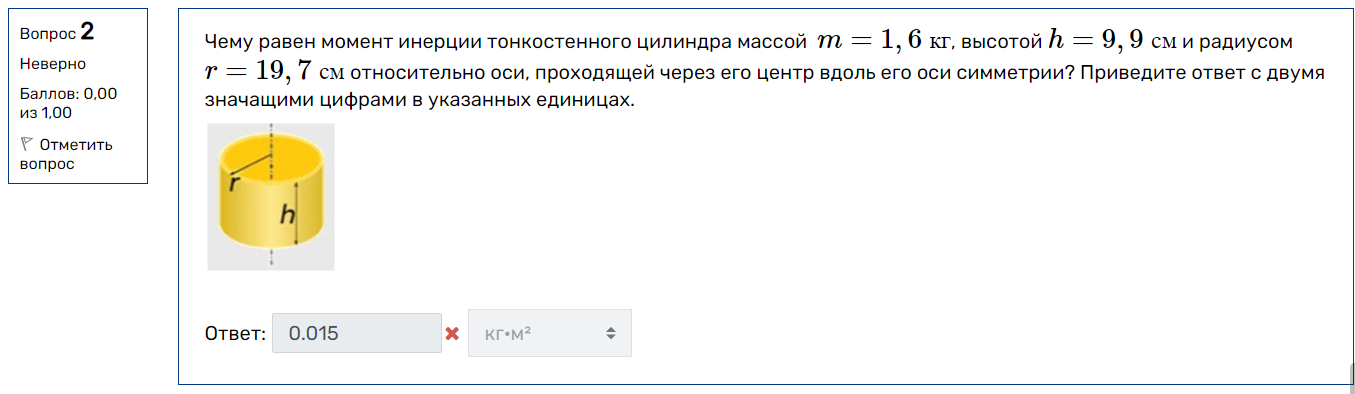 Вопрос 2
Неверно
Баллов: 0,00
из 1,00
Отметить
вопрос
Чему равен момент инерции тонкостенного цилиндра массой m = 1,6 кг, высотой h = 9,9 см и радиусом
r = 19,7 см относительно оси, проходящей через его центр вдоль его оси симметрии? Приведите ответ с двумя
значащими цифрами в указанных единицах.
r
h
Ответ: 0.015 кг•м²